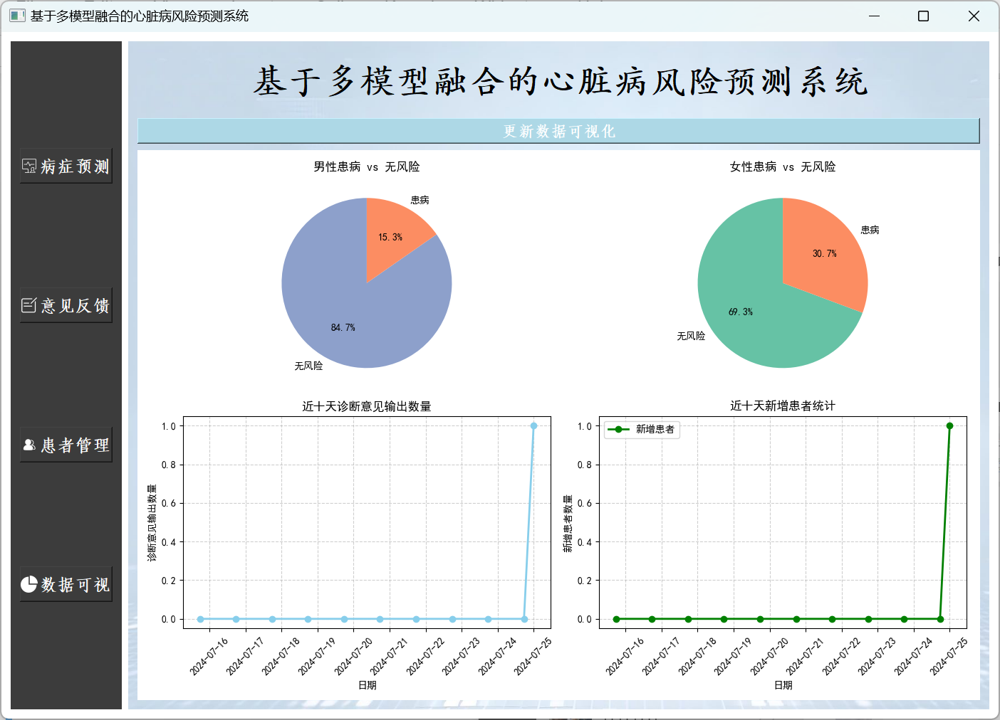 基于多模型融合的心脏病风险预测系统
病症预测
意见反馈
患者管理
数据可视
基于多模型融合的心脏病风险预测系统
更新数据可视化
男性患病 vs 无风险
患病
15.3%
84.7%
无风险
女性患病 vs 无风险
患病
30.7%
69.3%
无风险
近十天诊断意见输出数量
诊断意见输出数量
1.0
0.8
0.6
0.4
0.2
0.0
2024-07-16
2024-07-17
2024-07-18
2024-07-19
2024-07-20
2024-07-21
2024-07-22
2024-07-23
2024-07-24
2024-07-25
日期
近十天新增患者统计
新增患者
新增患者数量
1.0
0.8
0.6
0.4
0.2
0.0
2024-07-16
2024-07-17
2024-07-18
2024-07-19
2024-07-20
2024-07-21
2024-07-22
2024-07-23
2024-07-24
2024-07-25
日期